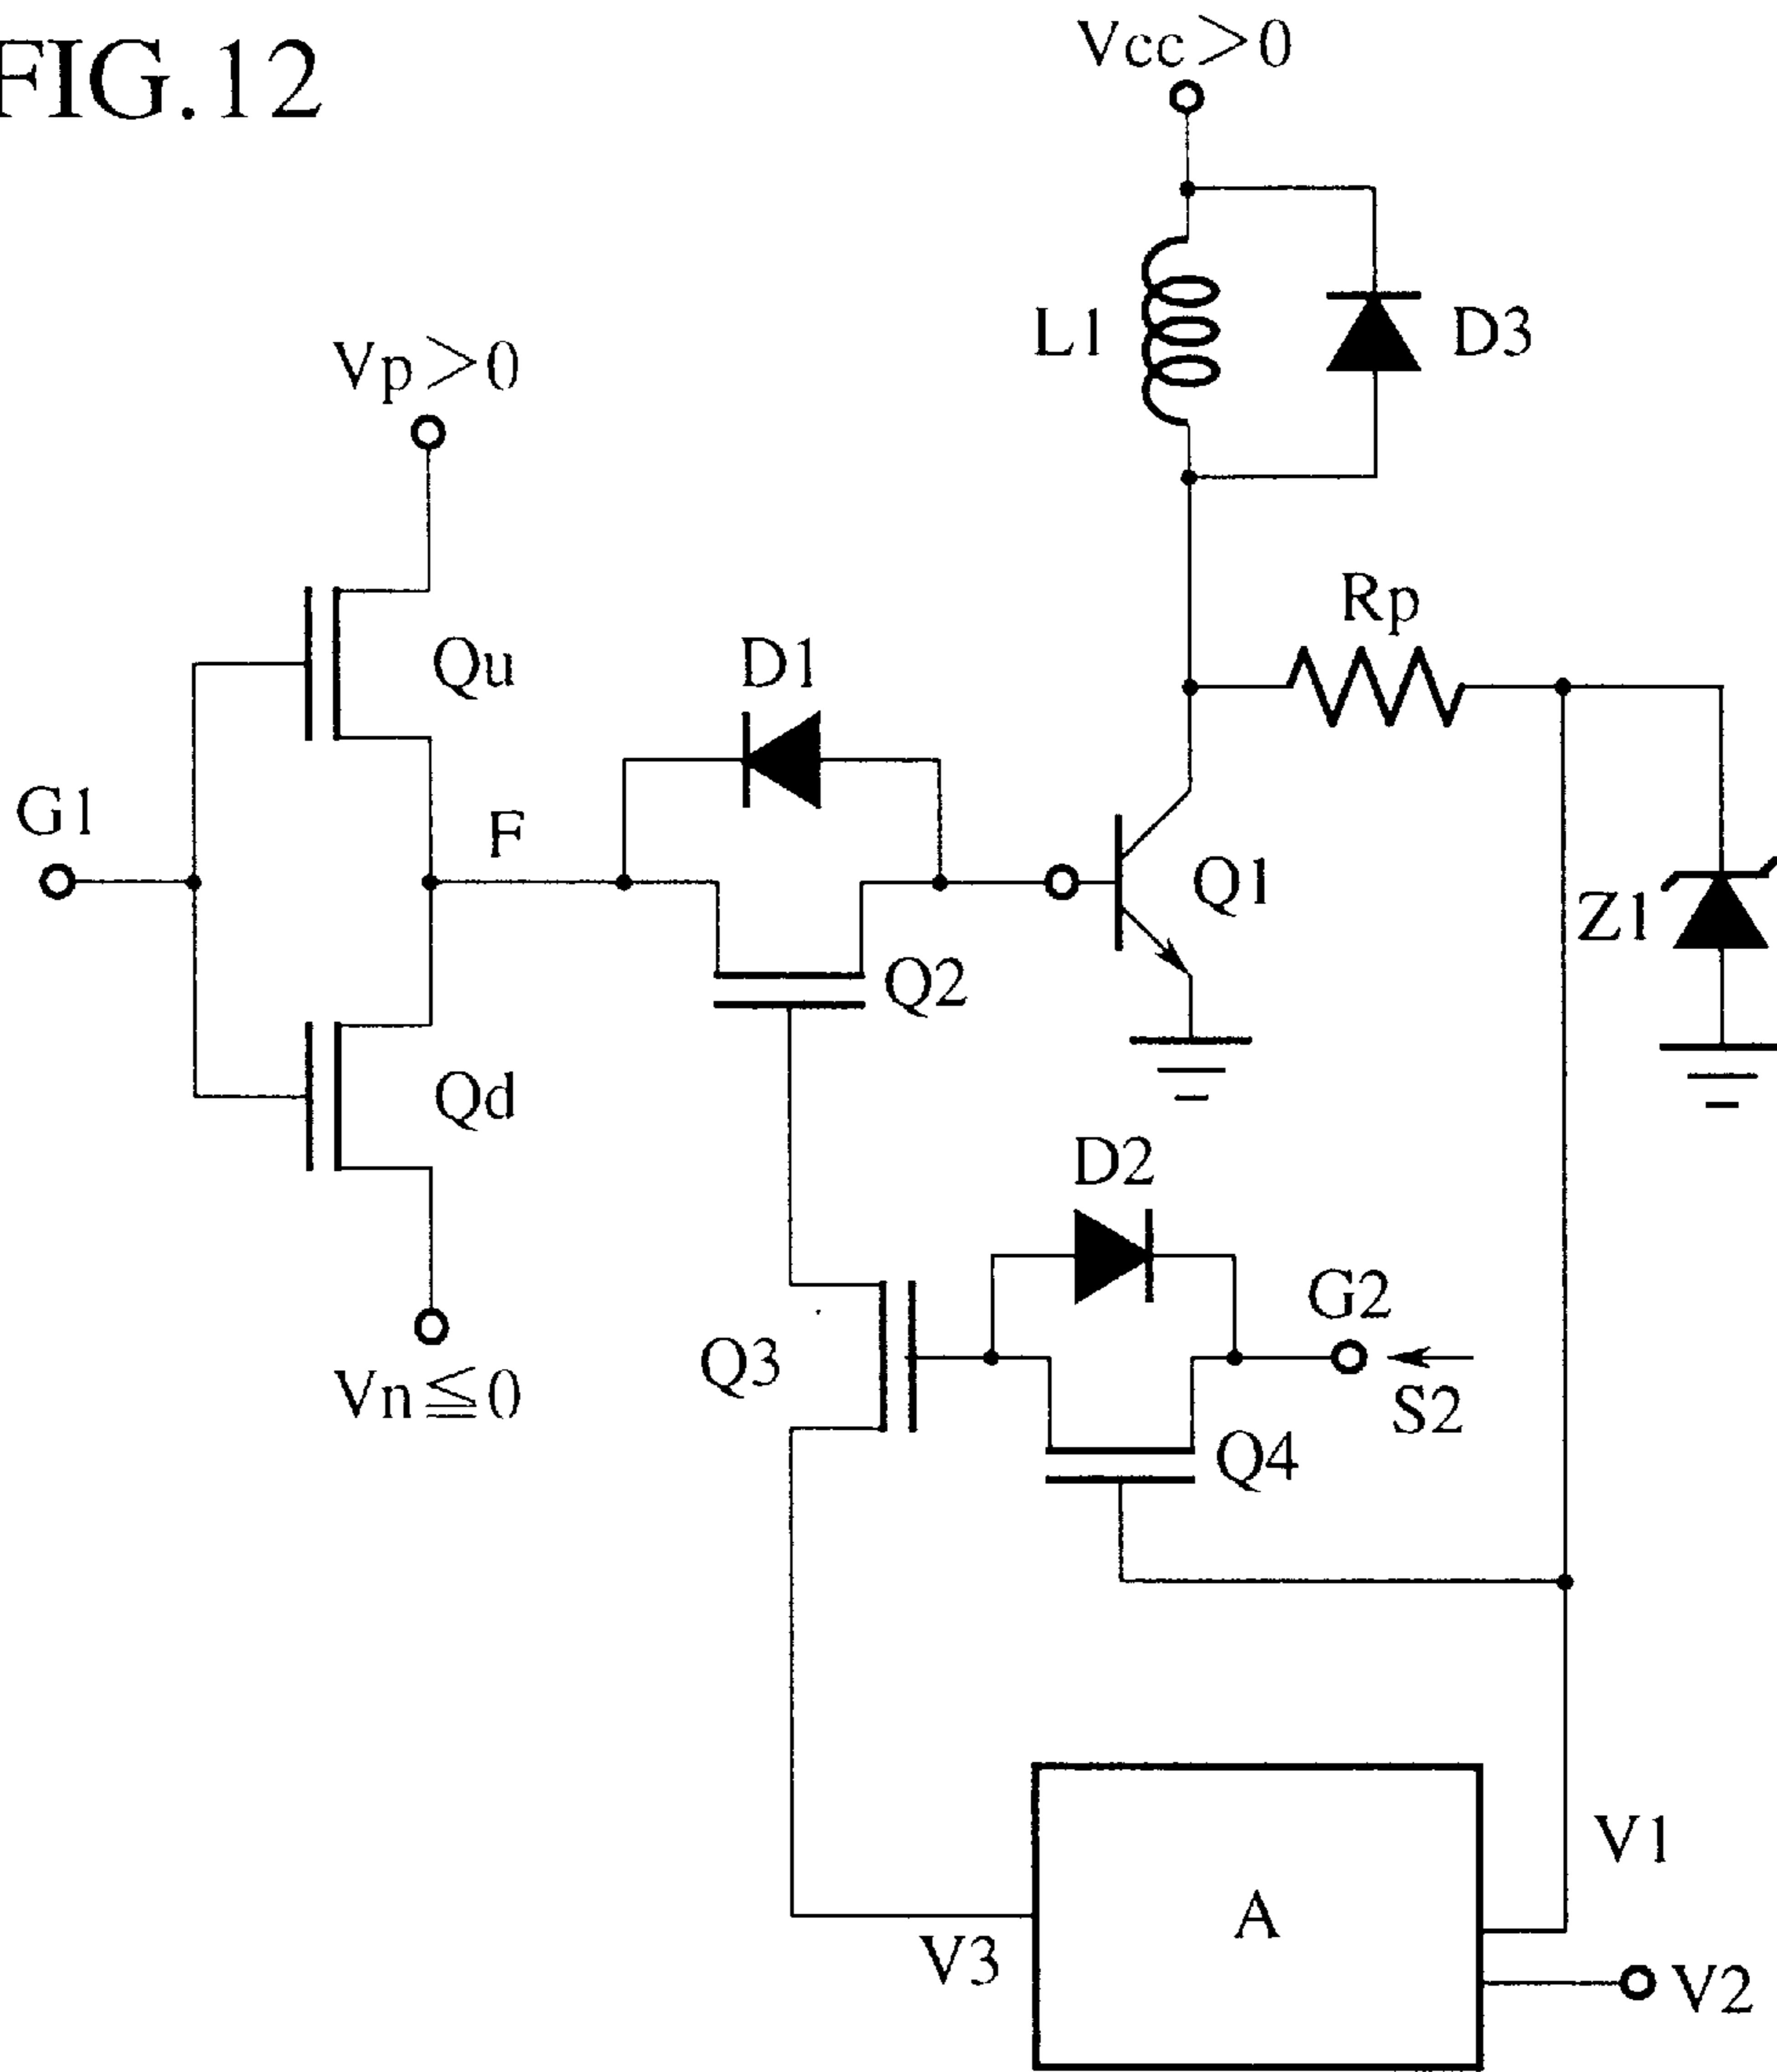 FIG.12
Vcc>0
L1
D3
Vp>0
Rp
Qu
D1
G1
F
Q1
Z1
Q2
Qd
D2
G2
Q3
Vn≦0
S2
Q4
V1
A
V3
V2